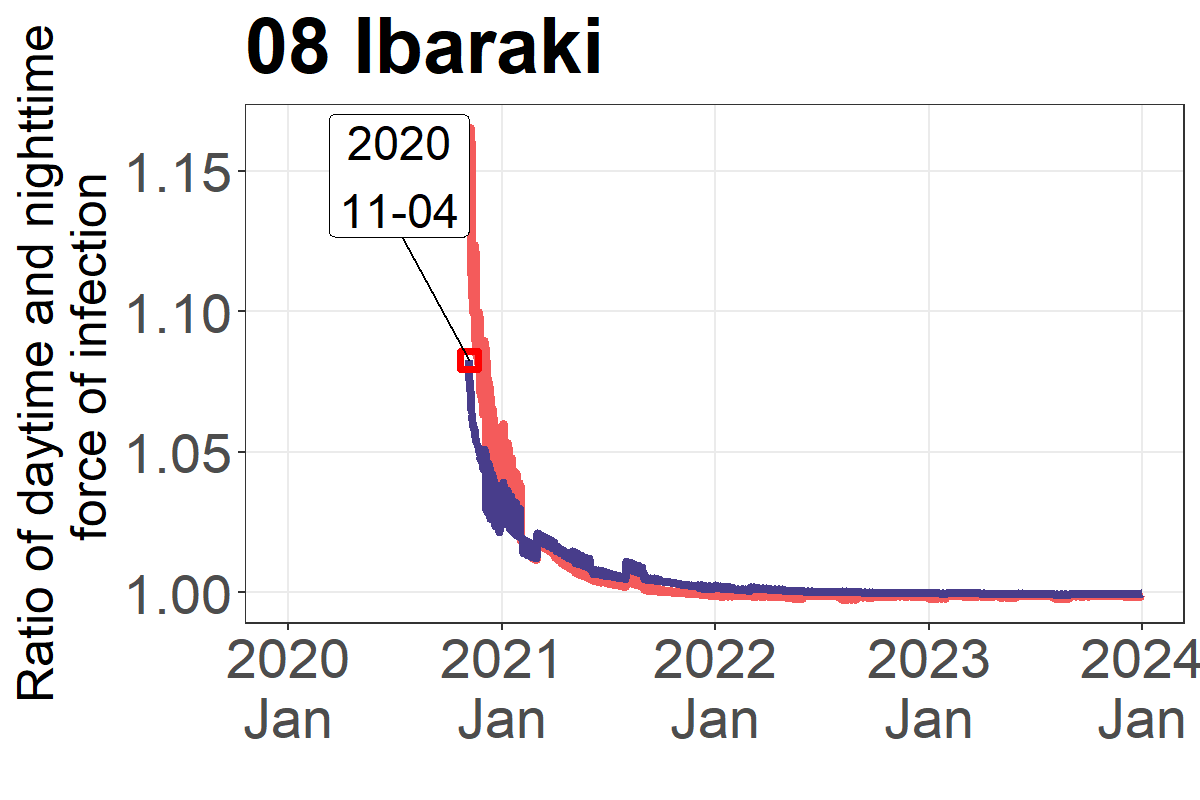 08 Ibaraki
Ratio of daytime and nighttime
force of infection
1.15
1.10
1.05
1.00
2020
11-04
2020
Jan
2021
Jan
2022
Jan
2023
Jan
2024
Jan